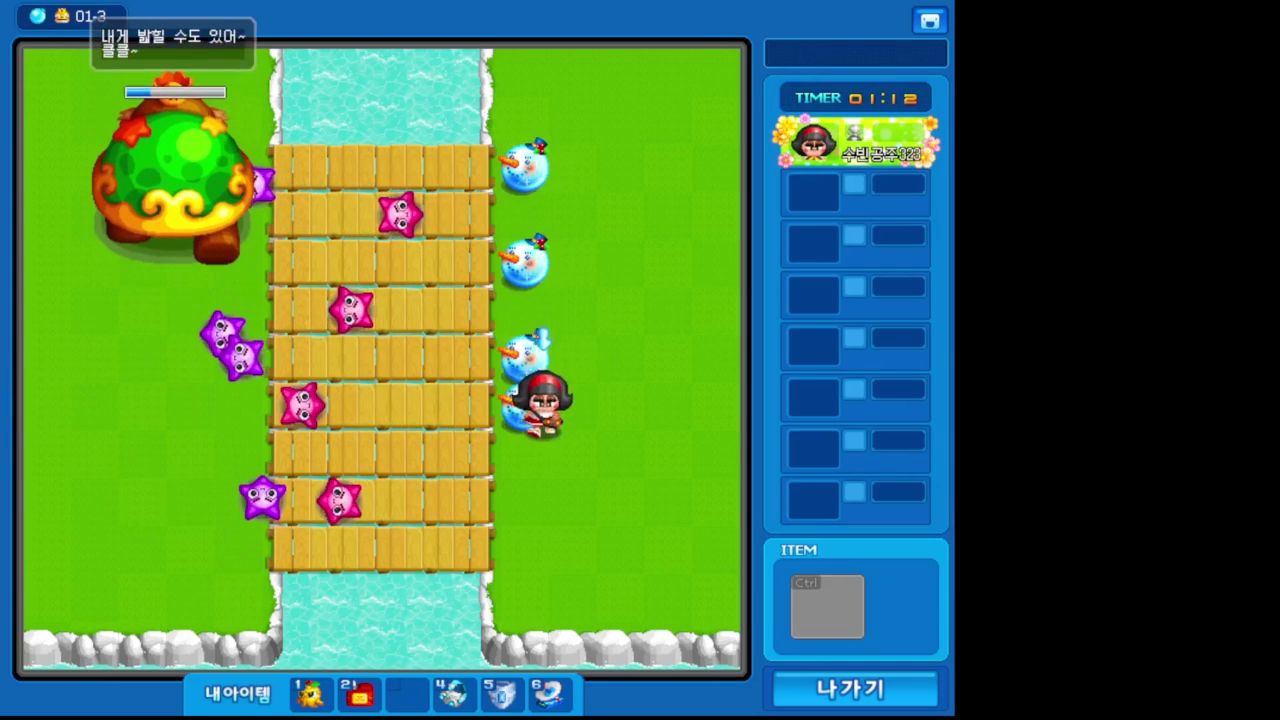 01-3
내게 밟힐 수도 있어~
클클~
TIMER 01:12
수빈공주323
ITEM
Ctrl
내아이템
1
2
4
5
6
나가기